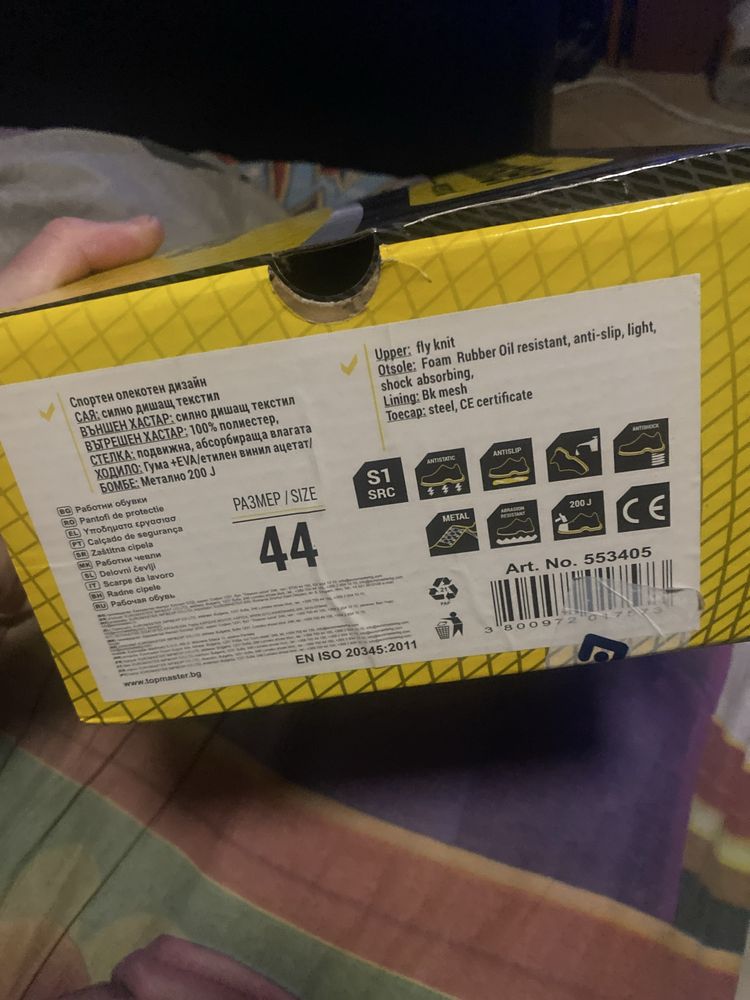 Спортен олекотен дизайн
САЯ: силно дишащ текстил
ВЪНШЕН ХАСТАР: силно дишащ текстил
ВЪТРЕШЕН ХАСТАР: 100% полиестер,
СТЕЛКА: подвижна, абсорбираща влагата
ХОДИЛО: Гума +EVA/етилен винил ацетат/
БОМБЕ: Метално 200 J
Upper: fly knit
Otsole: Foam Rubber Oil resistant, anti-slip, light,
shock absorbing,
Lining: Bk mesh
Toecap: steel, CE certificate
BG Работни обувки
RO Pantofi de protectie
EL Υποδήματα εργασίας
PT Calçado de segurança
SR Zaštitna cipela
MK Работни чевли
SL Delovni čevlji
IT Scarpe da lavoro
BH Radne cipele
RU Рабочая обувь
РАЗМЕР / SIZE
44
S1
SRC
ANTISTATIC
ANTISLIP
ANTISHOCK
METAL
ABRASION
RESISTANT
200 J
CE
Art. No. 553405
3 800972
21
PAP
EN ISO 20345:2011
www.topmaster.bg